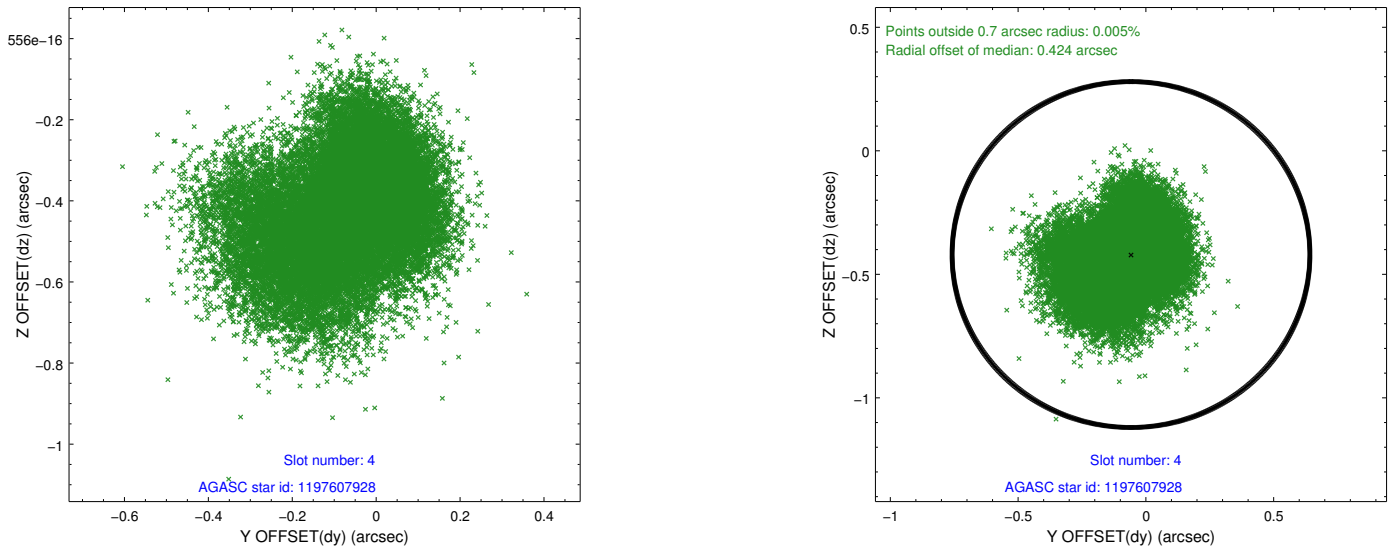 556e−16
−0.2
−0.4
−0.6
−0.8
−1
−0.6
−0.4
−0.2
0
0.2
0.4
Z OFFSET(dz) (arcsec)
Y OFFSET(dy) (arcsec)
Slot number: 4
AGASC star id: 1197607928
Points outside 0.7 arcsec radius: 0.005%
Radial offset of median: 0.424 arcsec
0.5
0
−0.5
−1
−1
−0.5
0
0.5
Z OFFSET(dz) (arcsec)
Y OFFSET(dy) (arcsec)
Slot number: 4
AGASC star id: 1197607928